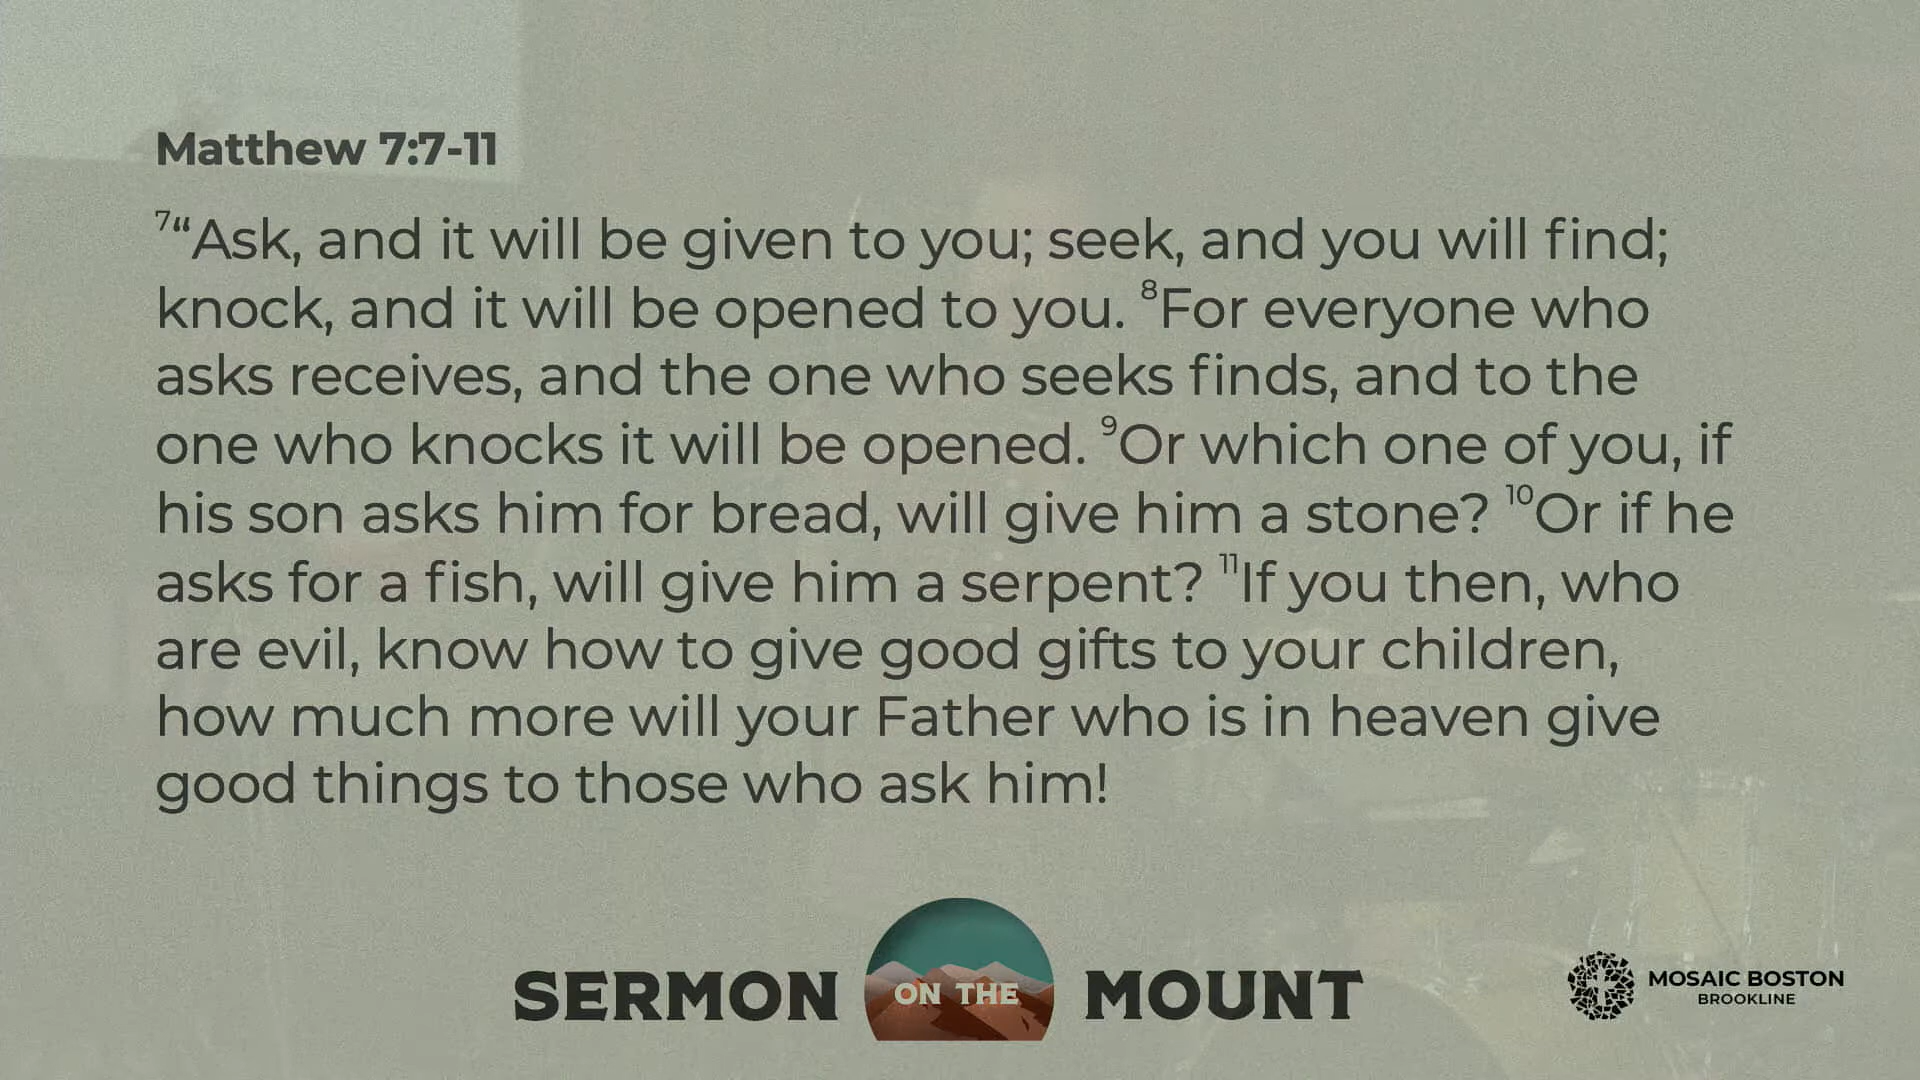 Matthew 7:7-11
7“Ask, and it will be given to you; seek, and you will find;
knock, and it will be opened to you. 8For everyone who
asks receives, and the one who seeks finds, and to the
one who knocks it will be opened. 9Or which one of you, if
his son asks him for bread, will give him a stone? 10Or if he
asks for a fish, will give him a serpent? 11If you then, who
are evil, know how to give good gifts to your children,
how much more will your Father who is in heaven give
good things to those who ask him!
SERMON ON THE MOUNT
MOSAIC BOSTON
BROOKLINE